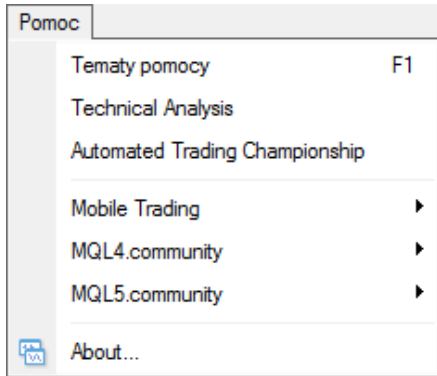 Pomoc
Tematy pomocy F1
Technical Analysis
Automated Trading Championship
Mobile Trading
MQL4.community
MQL5.community
About...